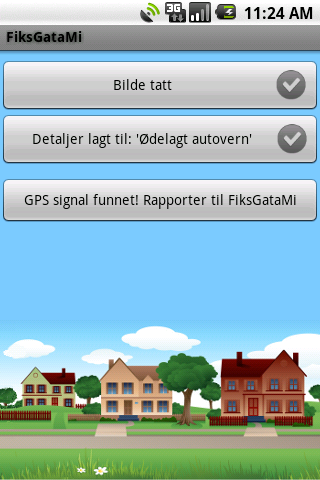 3G
11:24 AM
FiksGataMi
Bilde tatt
Detaljer lagt til: 'Ødelagt autovern'
GPS signal funnet! Rapporter til FiksGataMi